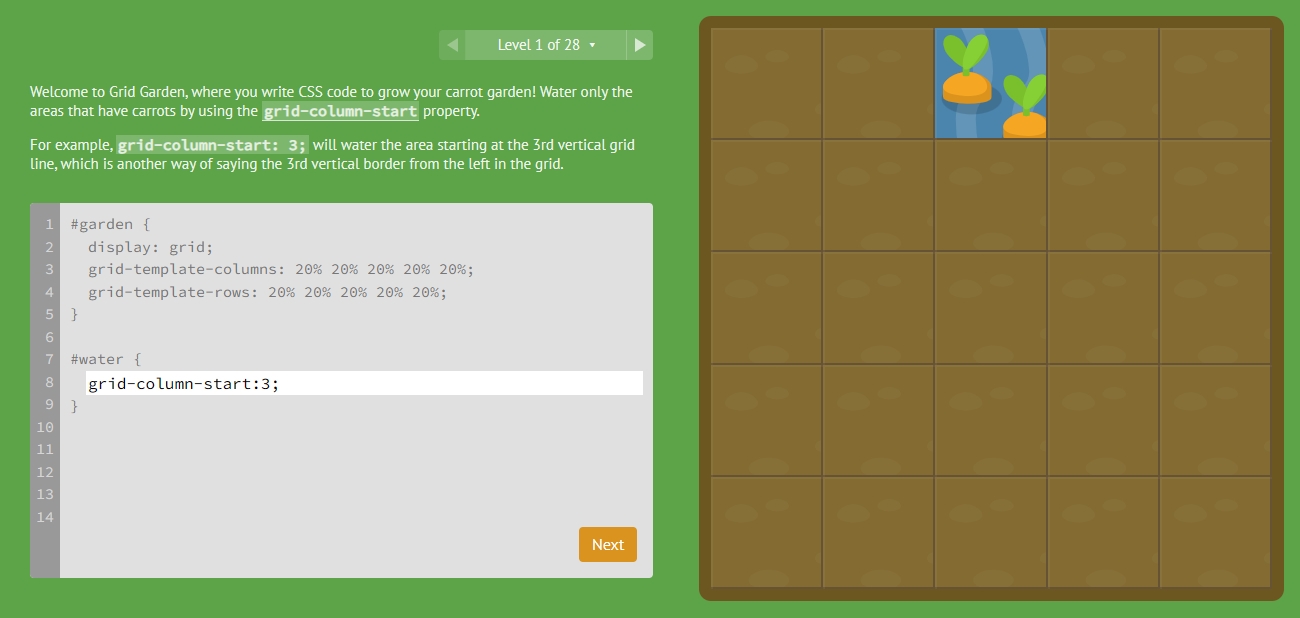 Level 1 of 28
Welcome to Grid Garden, where you write CSS code to grow your carrot garden! Water only the
areas that have carrots by using the grid-column-start property.
For example, grid-column-start: 3; will water the area starting at the 3rd vertical grid
line, which is another way of saying the 3rd vertical border from the left in the grid.
1 #garden {
2   display: grid;
3   grid-template-columns: 20% 20% 20% 20% 20%;
4   grid-template-rows: 20% 20% 20% 20% 20%;
5 }
6
7 #water {
8   grid-column-start:3;
9 }
10
11
12
13
14
Next